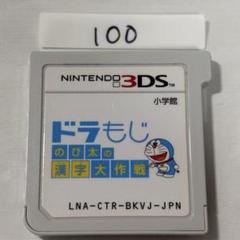 100
NINTENDO 3DS™
小学館
ドラもじ
のび太の
漢字大作戦
LNA-CTR-BKVJ-JPN